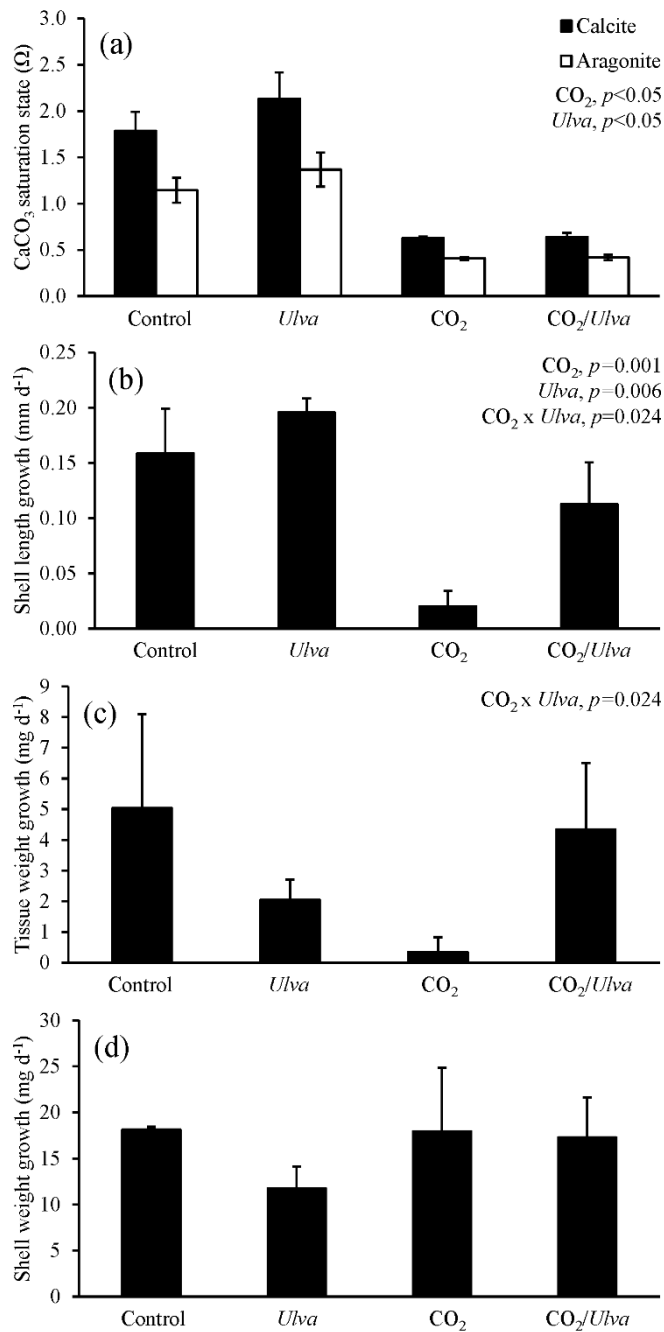 (a)
Calcite
Aragonite
CO₂, p<0.05
Ulva, p<0.05
CaCO₃ saturation state (Ω)
3.0
2.5
2.0
1.5
1.0
0.5
0.0
Control Ulva CO₂ CO₂/Ulva
(b)
CO₂, p=0.001
Ulva, p=0.006
CO₂ x Ulva, p=0.024
Shell length growth (mm d⁻¹)
0.25
0.20
0.15
0.10
0.05
0.00
Control Ulva CO₂ CO₂/Ulva
(c)
CO₂ x Ulva, p=0.024
Tissue weight growth (mg d⁻¹)
9
8
7
6
5
4
3
2
1
0
Control Ulva CO₂ CO₂/Ulva
(d)
Shell weight growth (mg d⁻¹)
30
25
20
15
10
5
0
Control Ulva CO₂ CO₂/Ulva